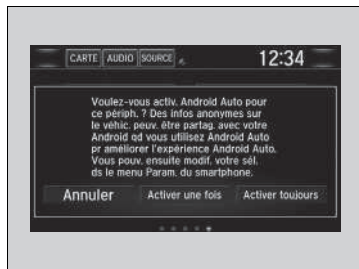 CARTE AUDIO SOURCE 12:34
Voulez-vous activ. Android Auto pour
ce périph. ? Des infos anonymes sur
le véhic. peuv. être partag. avec votre
Android qd vous utilisez Android Auto
pr améliorer l'expérience Android Auto.
Vous pouv. ensuite modif. votre sél.
ds le menu Param. du smartphone.
Annuler Activer une fois Activer toujours